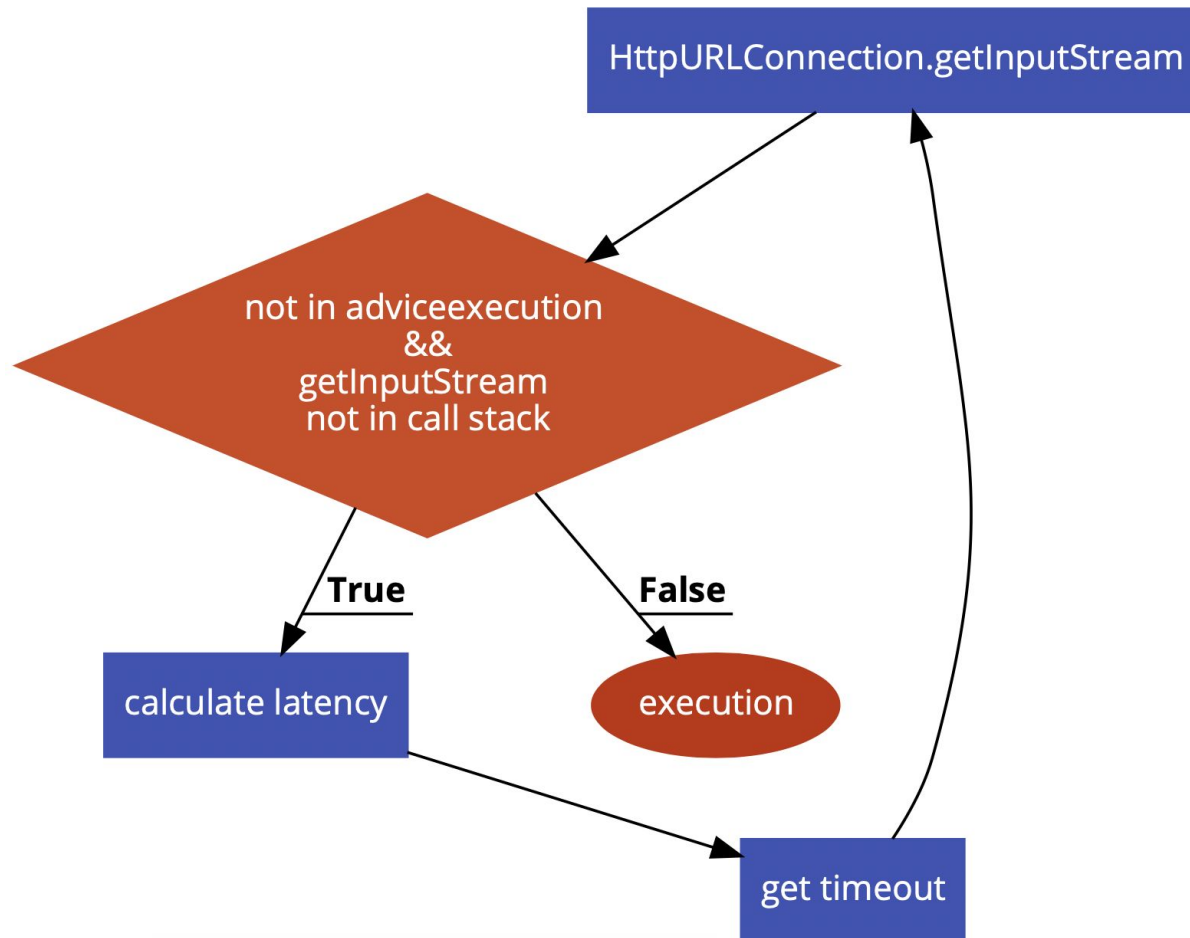 HttpURLConnection.getInputStream
not in adviceexecution
&&
getInputStream
not in call stack
True
False
calculate latency
execution
get timeout